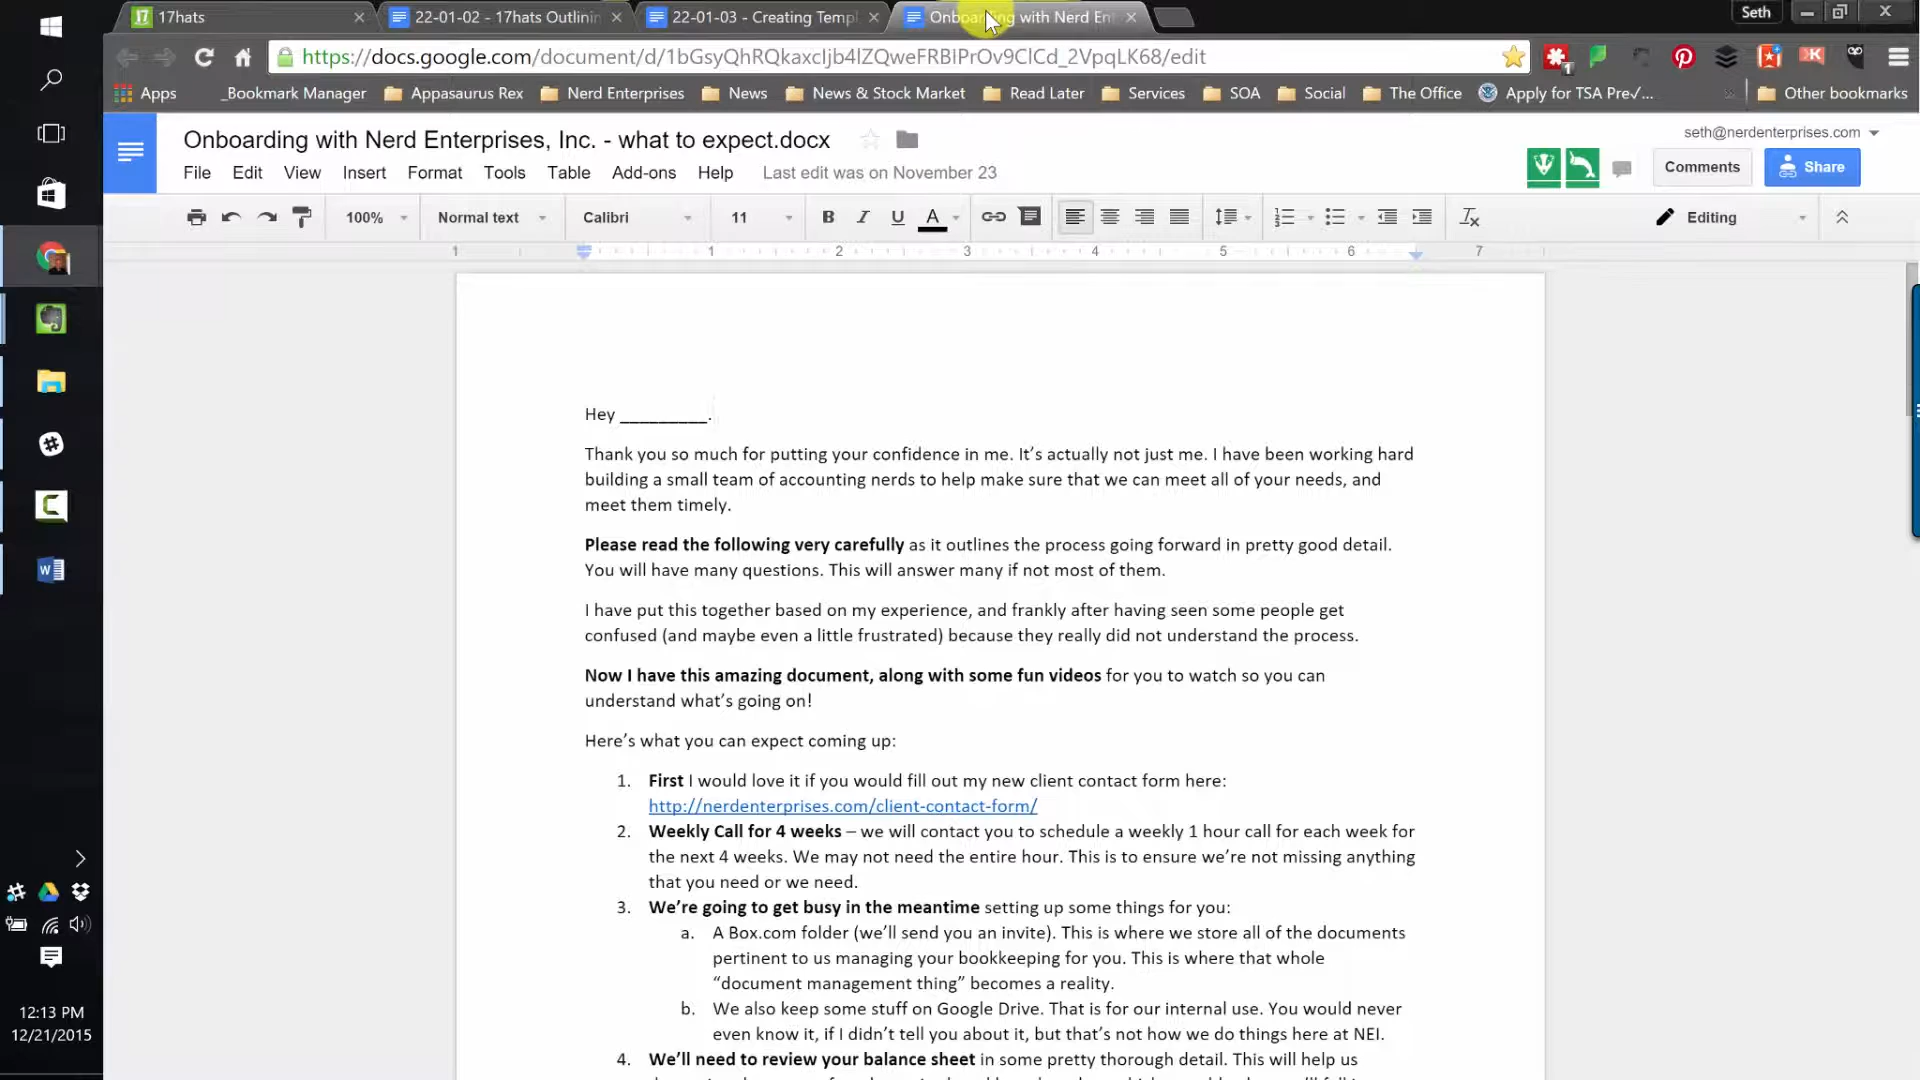 17hats
22-01-02 - 17hats Outlinin
22-01-03 - Creating Templ
Onboarding with Nerd Ent
Seth
https://docs.google.com/document/d/1bGsyQhRQkaxcIjb4lZQweFRBIPrOv9ClCd_2VpqLK68/edit
1
Apps
_Bookmark Manager
Appasaurus Rex
Nerd Enterprises
News
News & Stock Market
Read Later
Services
SOA
Social
The Office
Apply for TSA Pre✓...
»
Other bookmarks
Onboarding with Nerd Enterprises, Inc. - what to expect.docx
seth@nerdenterprises.com
File Edit View Insert Format Tools Table Add-ons Help Last edit was on November 23
Comments
Share
100% Normal text Calibri 11 B I U A Editing
1 1 2 3 4 5 6 7
Hey __________.
Thank you so much for putting your confidence in me. It’s actually not just me. I have been working hard
building a small team of accounting nerds to help make sure that we can meet all of your needs, and
meet them timely.
Please read the following very carefully as it outlines the process going forward in pretty good detail.
You will have many questions. This will answer many if not most of them.
I have put this together based on my experience, and frankly after having seen some people get
confused (and maybe even a little frustrated) because they really did not understand the process.
Now I have this amazing document, along with some fun videos for you to watch so you can
understand what’s going on!
Here’s what you can expect coming up:
1. First I would love it if you would fill out my new client contact form here:
http://nerdenterprises.com/client-contact-form/
2. Weekly Call for 4 weeks – we will contact you to schedule a weekly 1 hour call for each week for
the next 4 weeks. We may not need the entire hour. This is to ensure we’re not missing anything
that you need or we need.
3. We’re going to get busy in the meantime setting up some things for you:
a. A Box.com folder (we’ll send you an invite). This is where we store all of the documents
pertinent to us managing your bookkeeping for you. This is where that whole
“document management thing” becomes a reality.
b. We also keep some stuff on Google Drive. That is for our internal use. You would never
even know it, if I didn’t tell you about it, but that’s not how we do things here at NEI.
4. We’ll need to review your balance sheet in some pretty thorough detail. This will help us
12:13 PM
12/21/2015